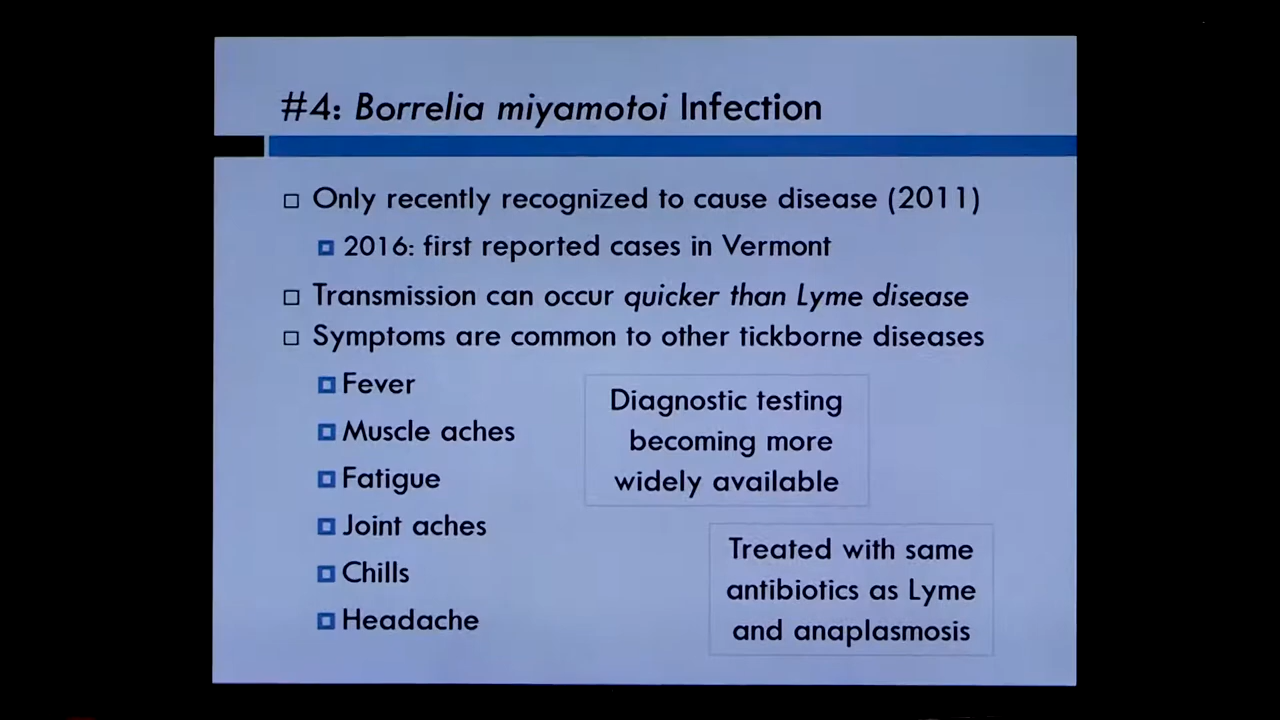 #4: Borrelia miyamotoi Infection
Only recently recognized to cause disease (2011)
2016: first reported cases in Vermont
Transmission can occur quicker than Lyme disease
Symptoms are common to other tickborne diseases
Fever
Muscle aches
Fatigue
Joint aches
Chills
Headache
Diagnostic testing
becoming more
widely available
Treated with same
antibiotics as Lyme
and anaplasmosis